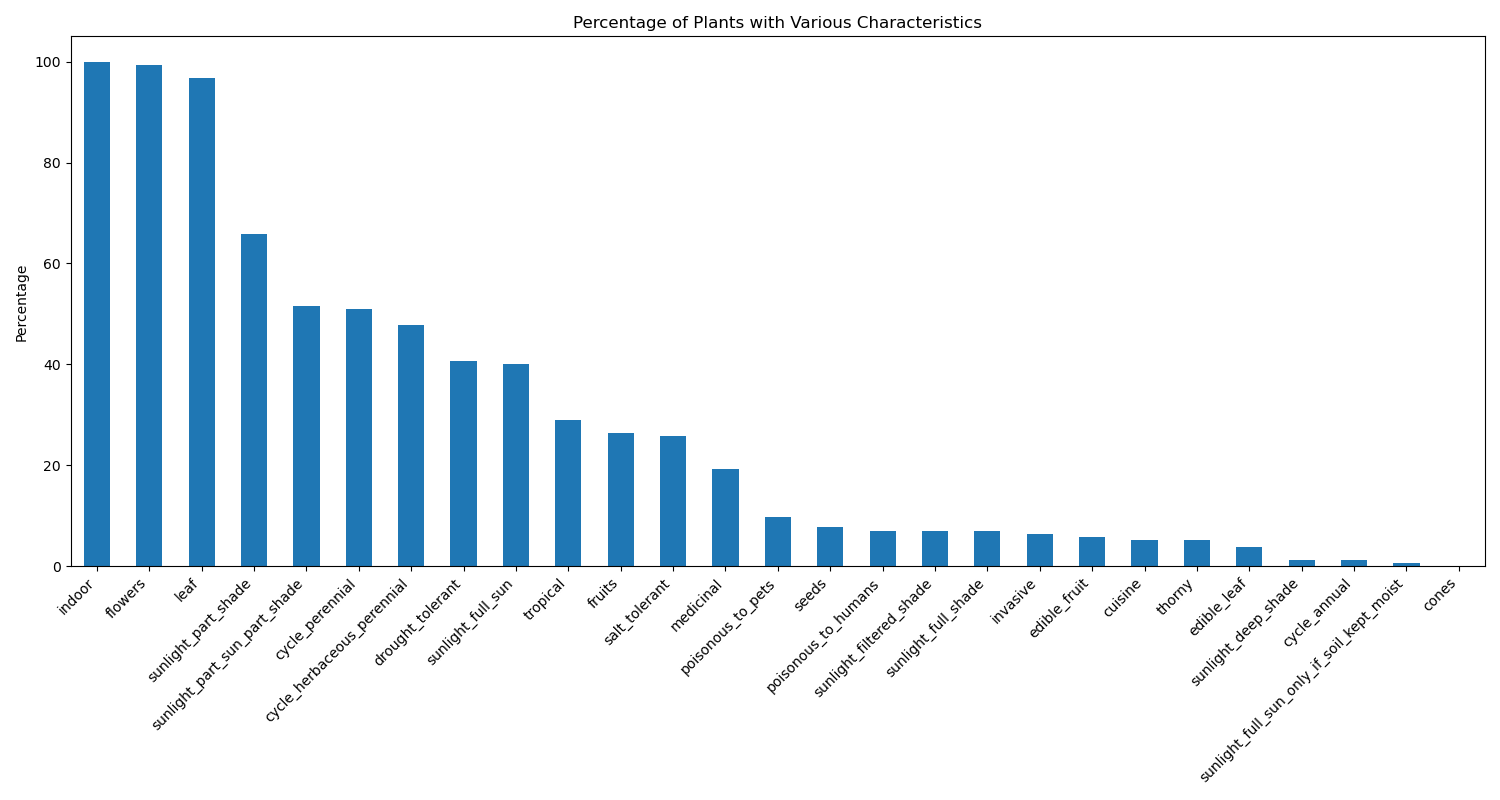 Percentage of Plants with Various Characteristics
Percentage
100
80
60
40
20
0
indoor
flowers
leaf
sunlight_part_shade
sunlight_part_sun_part_shade
cycle_perennial
cycle_herbaceous_perennial
drought_tolerant
sunlight_full_sun
tropical
fruits
salt_tolerant
medicinal
poisonous_to_pets
seeds
poisonous_to_humans
sunlight_filtered_shade
sunlight_full_shade
invasive
edible_fruit
cuisine
thorny
edible_leaf
sunlight_deep_shade
cycle_annual
sunlight_full_sun_only_if_soil_kept_moist
cones